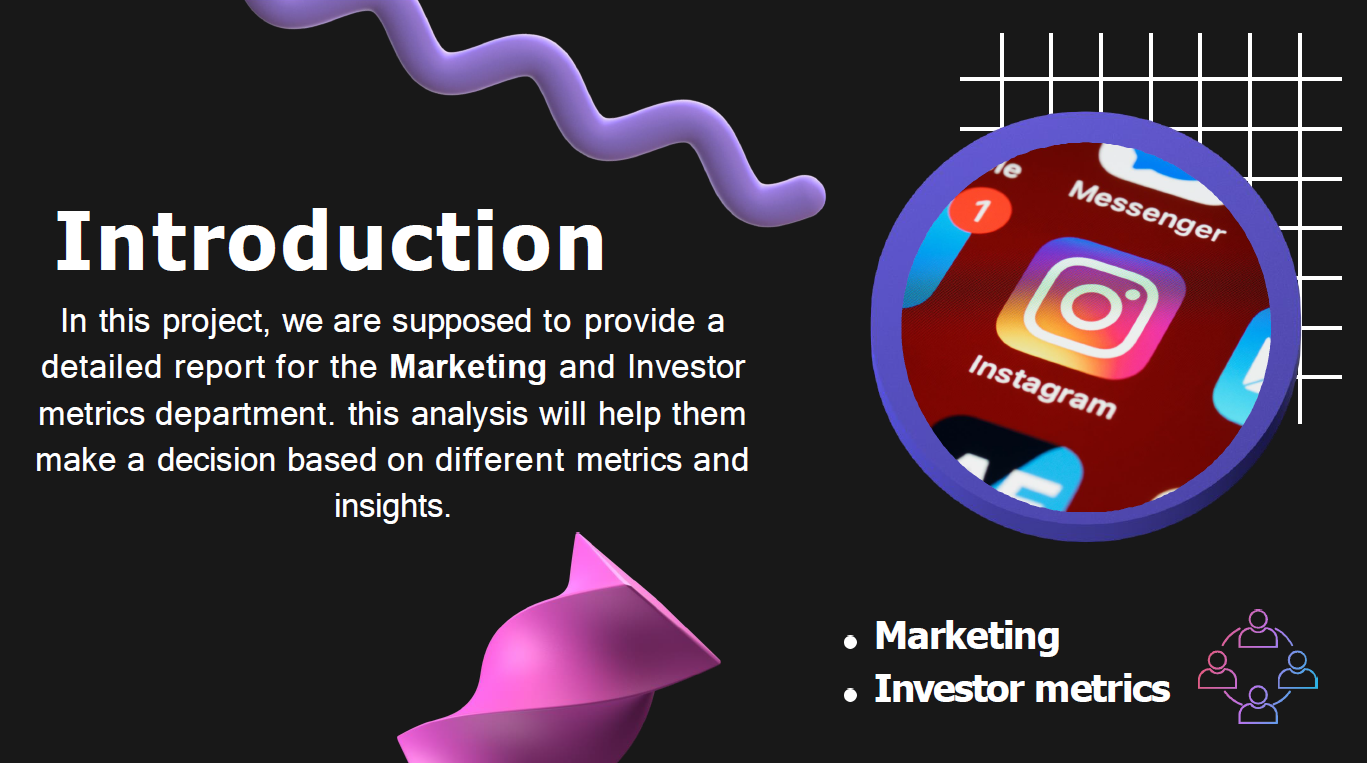 Introduction
In this project, we are supposed to provide a
detailed report for the Marketing and Investor
metrics department. this analysis will help them
make a decision based on different metrics and
insights.
1
Messenger
Instagram
Marketing
Investor metrics